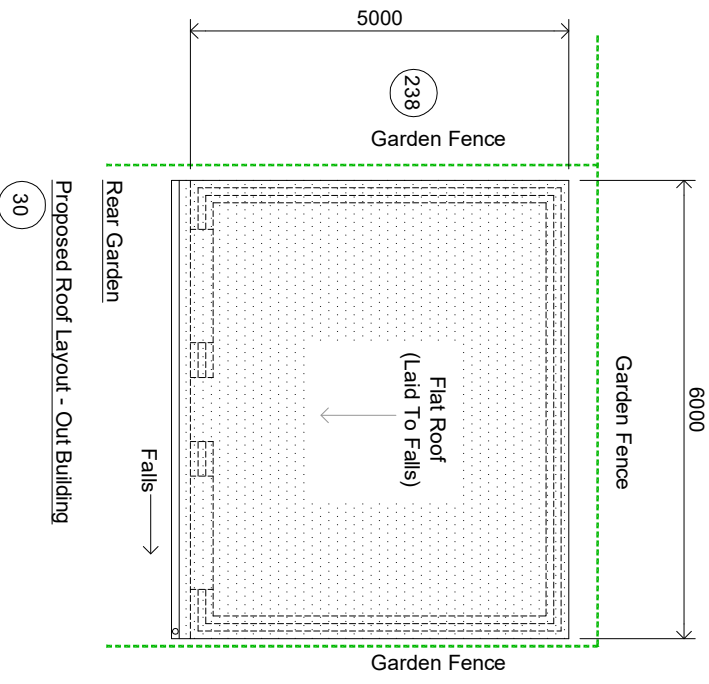 5000
238
Garden Fence
6000
Garden Fence
Flat Roof
(Laid To Falls)
Garden Fence
Falls
Rear Garden
Proposed Roof Layout - Out Building
30